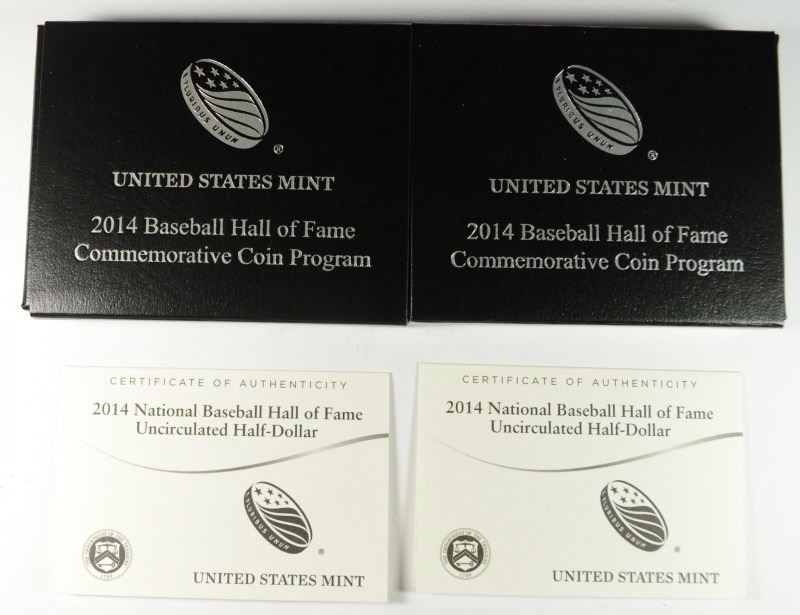 PLURIBUS UNUM
®
UNITED STATES MINT
2014 Baseball Hall of Fame
Commemorative Coin Program
PLURIBUS UNUM
®
UNITED STATES MINT
2014 Baseball Hall of Fame
Commemorative Coin Program
CERTIFICATE OF AUTHENTICITY
2014 National Baseball Hall of Fame
Uncirculated Half-Dollar
PLURIBUS UNUM
®
1789
UNITED STATES MINT
CERTIFICATE OF AUTHENTICITY
2014 National Baseball Hall of Fame
Uncirculated Half-Dollar
PLURIBUS UNUM
®
1789
UNITED STATES MINT